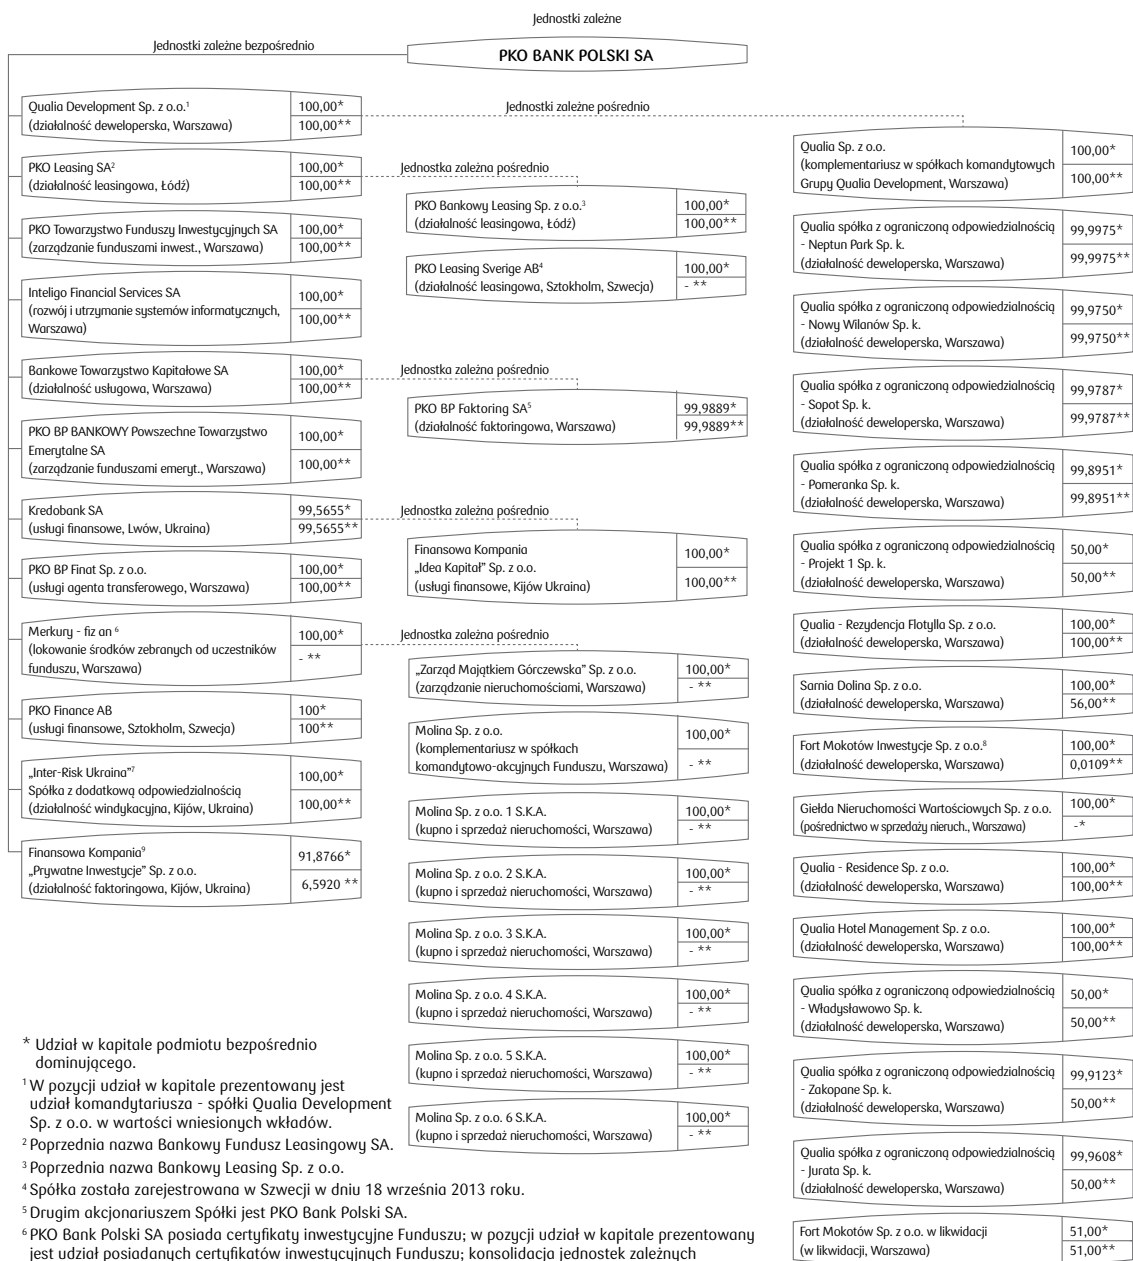 Jednostki zależne
PKO BANK POLSKI SA
Jednostki zależne bezpośrednio
Qualia Development Sp. z o.o.¹
(działalność deweloperska, Warszawa)
100,00*
100,00**
PKO Leasing SA²
(działalność leasingowa, Łódź)
100,00*
100,00**
PKO Towarzystwo Funduszy Inwestycyjnych SA
(zarządzanie funduszami inwest., Warszawa)
100,00*
100,00**
Inteligo Financial Services SA
(rozwój i utrzymanie systemów informatycznych,
Warszawa)
100,00*
100,00**
Bankowe Towarzystwo Kapitałowe SA
(działalność usługowa, Warszawa)
100,00*
100,00**
PKO BP BANKOWY Powszechne Towarzystwo
Emerytalne SA
(zarządzanie funduszami emeryt., Warszawa)
100,00*
100,00**
Kredobank SA
(usługi finansowe, Lwów, Ukraina)
99,5655*
99,5655**
PKO BP Finat Sp. z o.o.
(usługi agenta transferowego, Warszawa)
100,00*
100,00**
Merkury - fiz an ⁶
(lokowanie środków zebranych od uczestników
funduszu, Warszawa)
100,00*
- **
PKO Finance AB
(usługi finansowe, Sztokholm, Szwecja)
100*
100**
„Inter-Risk Ukraina”⁷
Spółka z dodatkową odpowiedzialnością
(działalność windykacyjna, Kijów, Ukraina)
100,00*
100,00**
Finansowa Kompania⁹
„Prywatne Inwestycje” Sp. z o.o.
(działalność faktoringowa, Kijów, Ukraina)
91,8766*
6,5920 **
Jednostki zależne pośrednio
Jednostka zależna pośrednio
PKO Bankowy Leasing Sp. z o.o.³
(działalność leasingowa, Łódź)
100,00*
100,00**
PKO Leasing Sverige AB⁴
(działalność leasingowa, Sztokholm, Szwecja)
100,00*
- **
Jednostka zależna pośrednio
PKO BP Faktoring SA⁵
(działalność faktoringowa, Warszawa)
99,9889*
99,9889**
Jednostka zależna pośrednio
Finansowa Kompania
„Idea Kapitał” Sp. z o.o.
(usługi finansowe, Kijów Ukraina)
100,00*
100,00**
Jednostka zależna pośrednio
„Zarząd Majątkiem Górczewska” Sp. z o.o.
(zarządzanie nieruchomościami, Warszawa)
100,00*
- **
Molina Sp. z o.o.
(komplementariusz w spółkach
komandytowo-akcyjnych Funduszu, Warszawa)
100,00*
- **
Molina Sp. z o.o. 1 S.K.A.
(kupno i sprzedaż nieruchomości, Warszawa)
100,00*
- **
Molina Sp. z o.o. 2 S.K.A.
(kupno i sprzedaż nieruchomości, Warszawa)
100,00*
- **
Molina Sp. z o.o. 3 S.K.A.
(kupno i sprzedaż nieruchomości, Warszawa)
100,00*
- **
Molina Sp. z o.o. 4 S.K.A.
(kupno i sprzedaż nieruchomości, Warszawa)
100,00*
- **
Molina Sp. z o.o. 5 S.K.A.
(kupno i sprzedaż nieruchomości, Warszawa)
100,00*
- **
Molina Sp. z o.o. 6 S.K.A.
(kupno i sprzedaż nieruchomości, Warszawa)
100,00*
- **
Qualia Sp. z o.o.
(komplementariusz w spółkach komandytowych
Grupy Qualia Development, Warszawa)
100,00*
100,00**
Qualia spółka z ograniczoną odpowiedzialnością
- Neptun Park Sp. k.
(działalność deweloperska, Warszawa)
99,9975*
99,9975**
Qualia spółka z ograniczoną odpowiedzialnością
- Nowy Wilanów Sp. k.
(działalność deweloperska, Warszawa)
99,9750*
99,9750**
Qualia spółka z ograniczoną odpowiedzialnością
- Sopot Sp. k.
(działalność deweloperska, Warszawa)
99,9787*
99,9787**
Qualia spółka z ograniczoną odpowiedzialnością
- Pomeranka Sp. k.
(działalność deweloperska, Warszawa)
99,8951*
99,8951**
Qualia spółka z ograniczoną odpowiedzialnością
- Projekt 1 Sp. k.
(działalność deweloperska, Warszawa)
50,00*
50,00**
Qualia - Rezydencja Flotylla Sp. z o.o.
(działalność deweloperska, Warszawa)
100,00*
100,00**
Sarnia Dolina Sp. z o.o.
(działalność deweloperska, Warszawa)
100,00*
56,00**
Fort Mokotów Inwestycje Sp. z o.o.⁸
(działalność deweloperska, Warszawa)
100,00*
0,0109**
Giełda Nieruchomości Wartościowych Sp. z o.o.
(pośrednictwo w sprzedaży nieruch., Warszawa)
100,00*
-*
Qualia - Residence Sp. z o.o.
(działalność deweloperska, Warszawa)
100,00*
100,00**
Qualia Hotel Management Sp. z o.o.
(działalność deweloperska, Warszawa)
100,00*
100,00**
Qualia spółka z ograniczoną odpowiedzialnością
- Władysławowo Sp. k.
(działalność deweloperska, Warszawa)
50,00*
50,00**
Qualia spółka z ograniczoną odpowiedzialnością
- Zakopane Sp. k.
(działalność deweloperska, Warszawa)
99,9123*
50,00**
Qualia spółka z ograniczoną odpowiedzialnością
- Jurata Sp. k.
(działalność deweloperska, Warszawa)
99,9608*
50,00**
Fort Mokotów Sp. z o.o. w likwidacji
(w likwidacji, Warszawa)
51,00*
51,00**
* Udział w kapitale podmiotu bezpośrednio
dominującego.
¹ W pozycji udział w kapitale prezentowany jest
udział komandytariusza - spółki Qualia Development
Sp. z o.o. w wartości wniesionych wkładów.
² Poprzednia nazwa Bankowy Fundusz Leasingowy SA.
³ Poprzednia nazwa Bankowy Leasing Sp. z o.o.
⁴ Spółka została zarejestrowana w Szwecji w dniu 18 września 2013 roku.
⁵ Drugim akcjonariuszem Spółki jest PKO Bank Polski SA.
⁶ PKO Bank Polski SA posiada certyfikaty inwestycyjne Funduszu; w pozycji udział w kapitale prezentowany
jest udział posiadanych certyfikatów inwestycyjnych Funduszu; konsolidacja jednostek zależnych